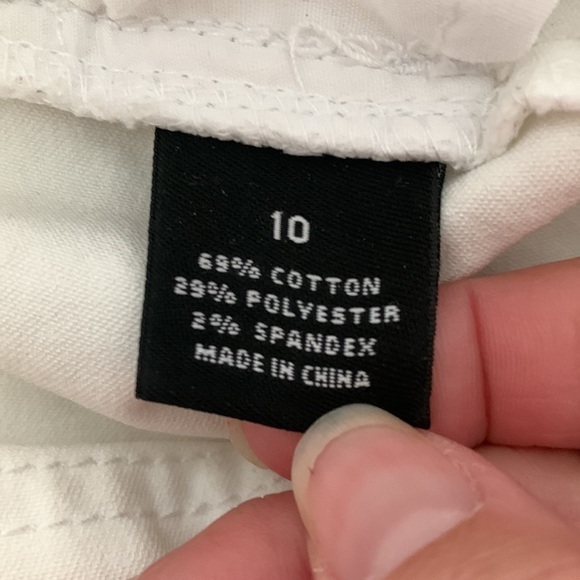 10
69% COTTON
29% POLYESTER
2% SPANDEX
MADE IN CHINA